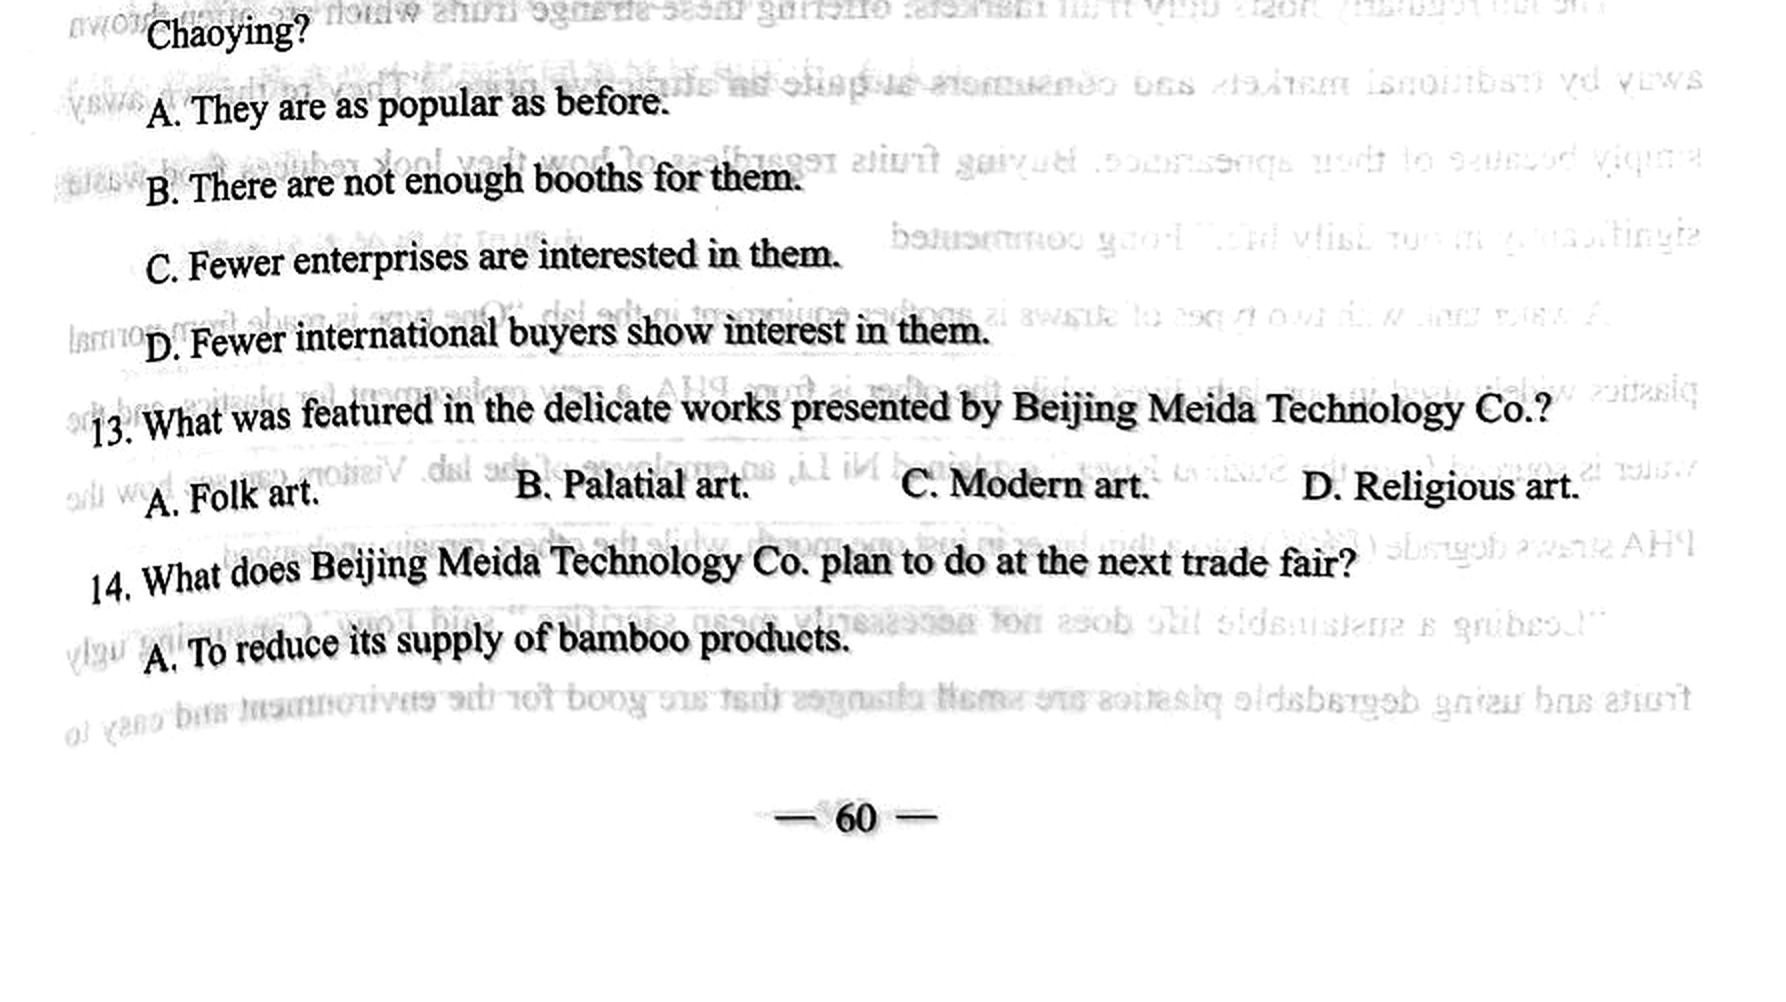 Chaoying?
A. They are as popular as before.
B. There are not enough booths for them.
C. Fewer enterprises are interested in them.
D. Fewer international buyers show interest in them.
13. What was featured in the delicate works presented by Beijing Meida Technology Co.?
A. Folk art. B. Palatial art. C. Modern art. D. Religious art.
14. What does Beijing Meida Technology Co. plan to do at the next trade fair?
A. To reduce its supply of bamboo products.
— 60 —